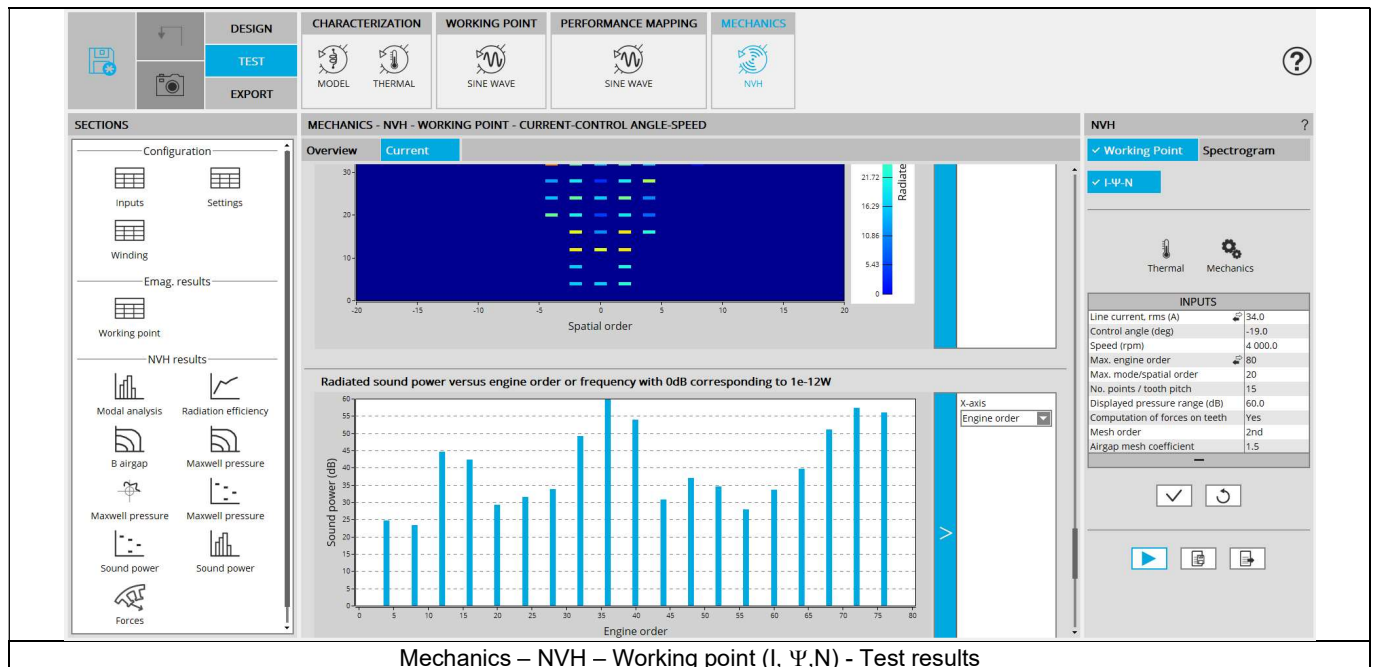 DESIGN
TEST
EXPORT
CHARACTERIZATION
MODEL THERMAL
WORKING POINT
SINE WAVE
PERFORMANCE MAPPING
SINE WAVE
MECHANICS
NVH
?
SECTIONS
Configuration
Inputs Settings
Winding
Emag. results
Working point
NVH results
Modal analysis Radiation efficiency
B airgap Maxwell pressure
Maxwell pressure Maxwell pressure
Sound power Sound power
Forces
MECHANICS - NVH - WORKING POINT - CURRENT-CONTROL ANGLE-SPEED
Overview Current
30
20
10
0
-20 -15 -10 -5 0 5 10 15 20
Spatial order
21.72
16.29
10.86
5.43
0
Radiate
Radiated sound power versus engine order or frequency with 0dB corresponding to 1e-12W
Sound power (dB)
60
55
50
45
40
35
30
25
20
15
10
5
0
0 5 10 15 20 25 30 35 40 45 50 55 60 65 70 75 80
Engine order
>
X-axis
Engine order
NVH ?
✓ Working Point Spectrogram
✓ I-Ψ-N
Thermal Mechanics
INPUTS
Line current, rms (A) 34.0
Control angle (deg) -19.0
Speed (rpm) 4 000.0
Max. engine order 80
Max. mode/spatial order 20
No. points / tooth pitch 15
Displayed pressure range (dB) 60.0
Computation of forces on teeth Yes
Mesh order 2nd
Airgap mesh coefficient 1.5
Mechanics – NVH – Working point (I, Ψ,N) - Test results